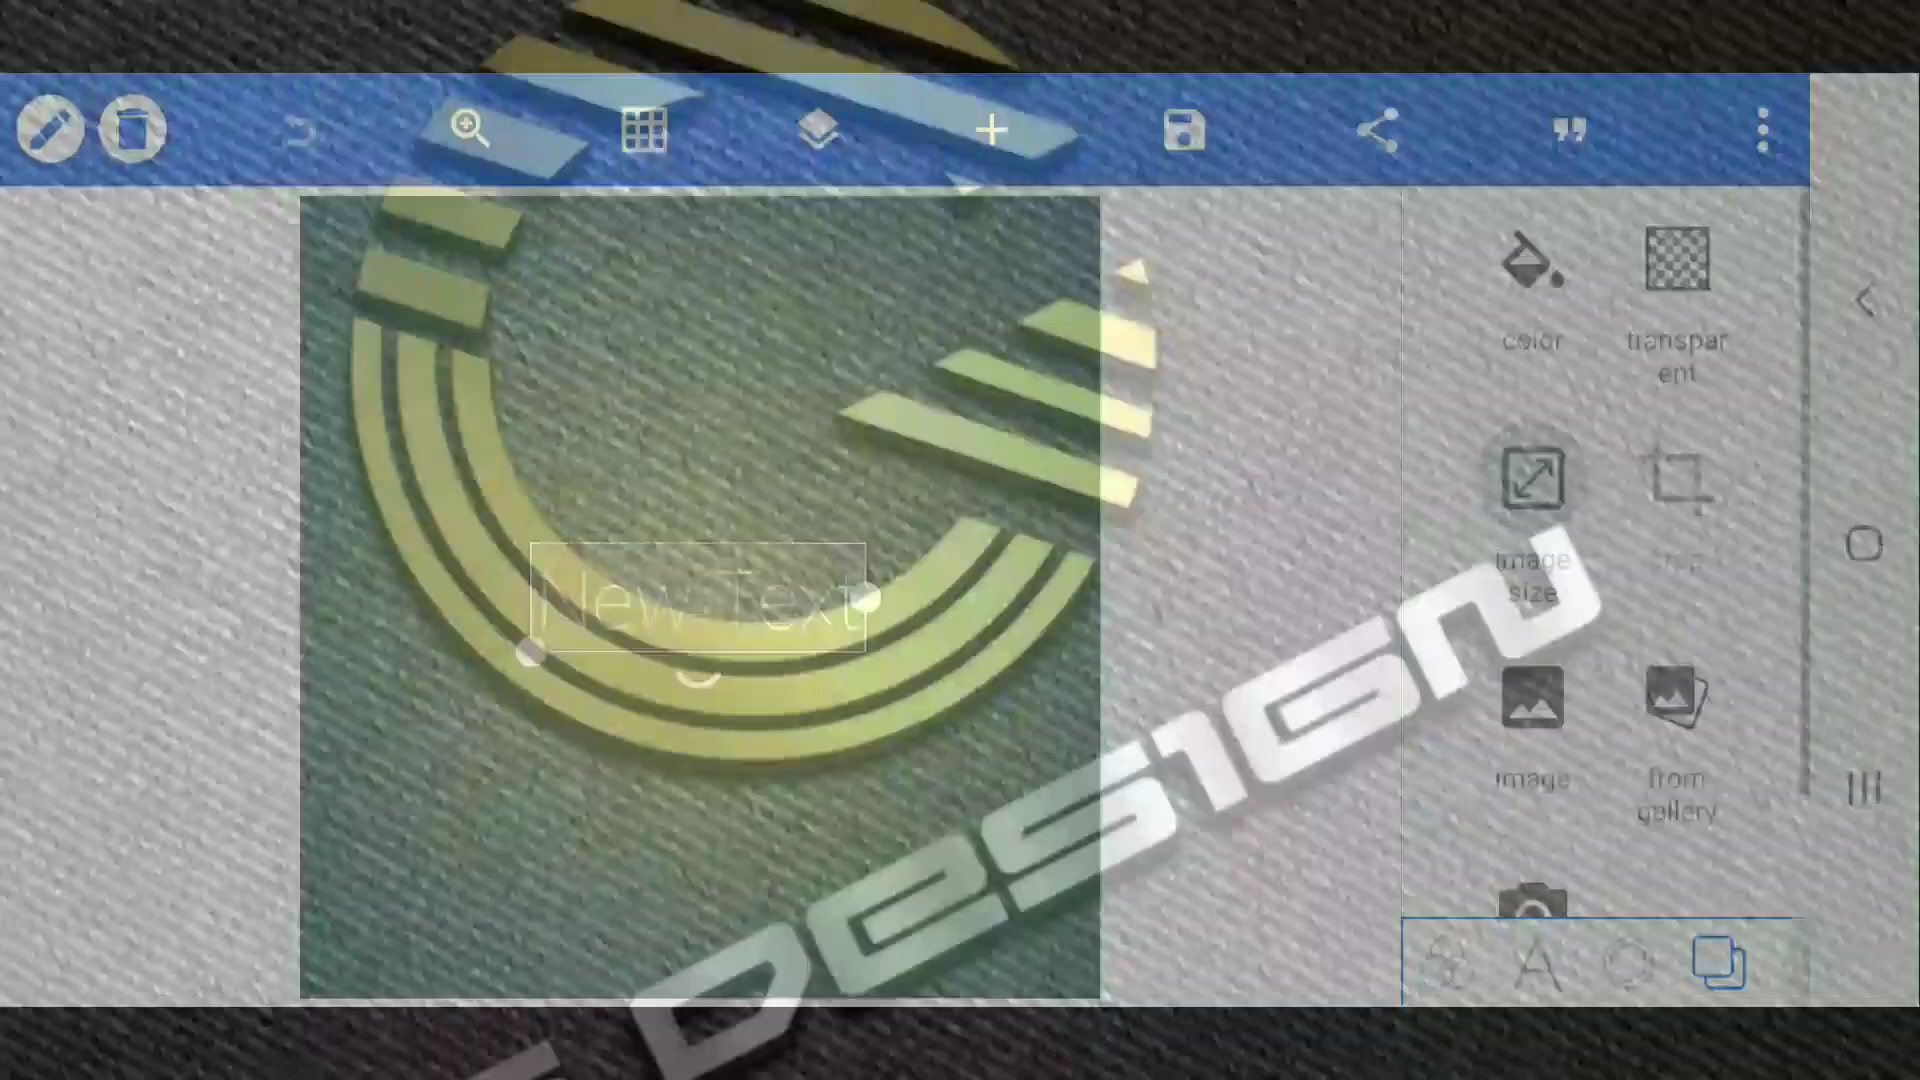 color
transpar
ent
image
size
New Text
image
from
gallery
DESIGN